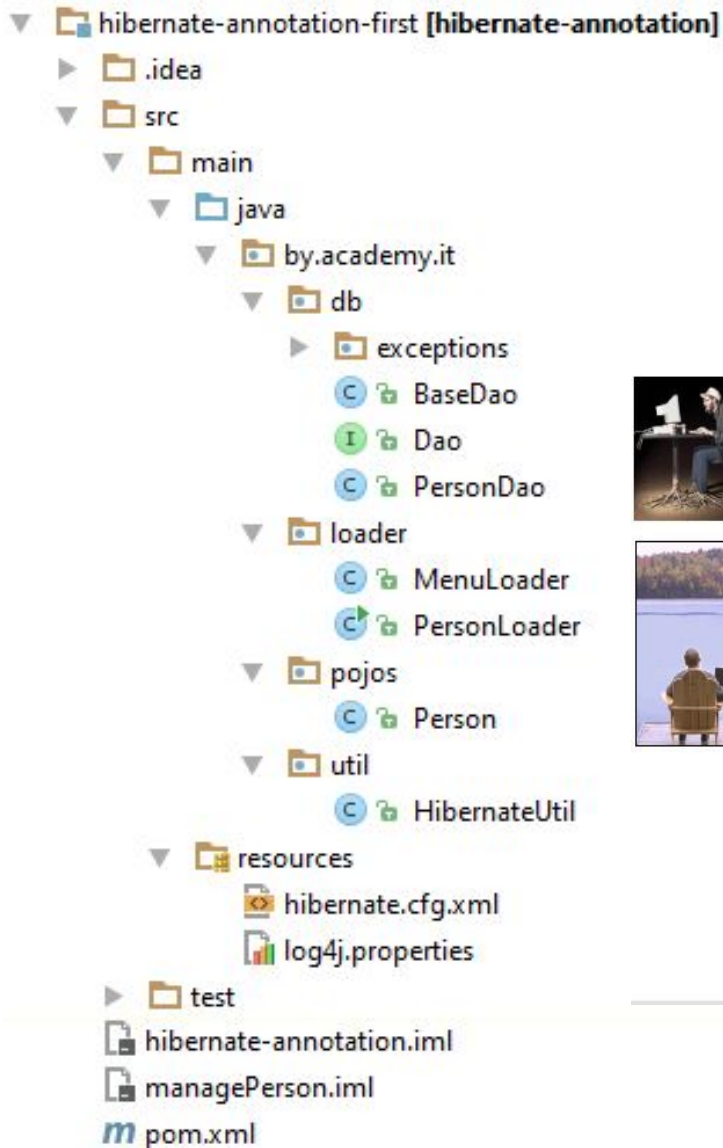 hibernate-annotation-first [hibernate-annotation]
.idea
src
main
java
by.academy.it
db
exceptions
BaseDao
Dao
PersonDao
loader
MenuLoader
PersonLoader
pojos
Person
util
HibernateUtil
resources
hibernate.cfg.xml
log4j.properties
test
hibernate-annotation.iml
managePerson.iml
pom.xml